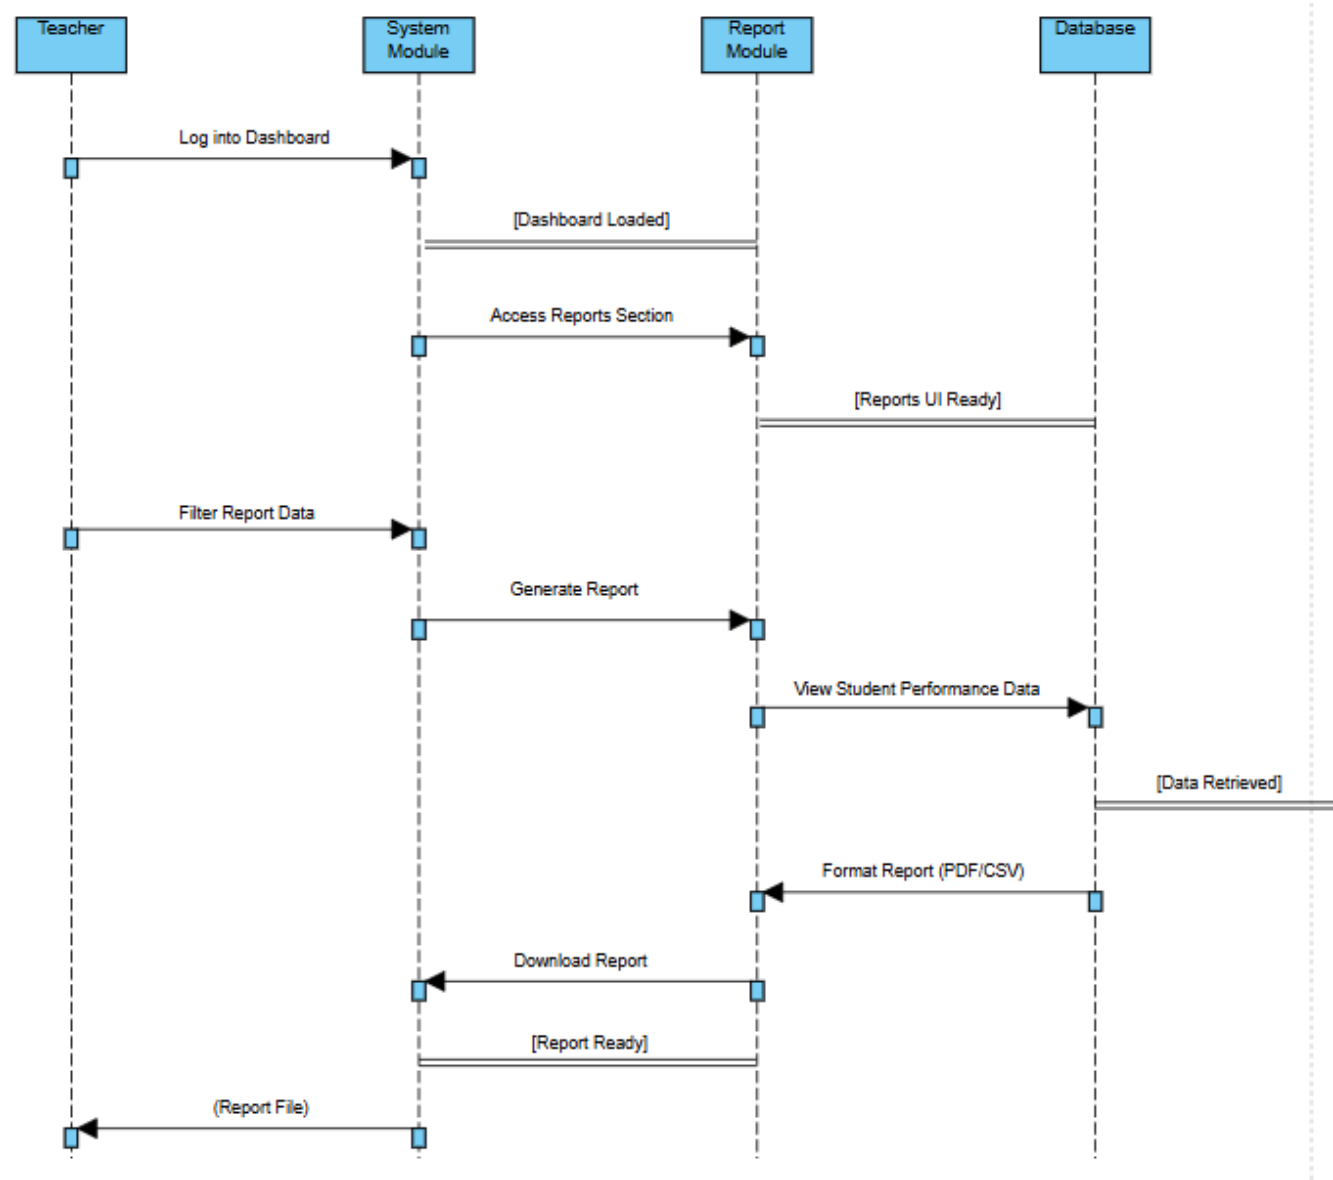 Teacher
System
Module
Report
Module
Database
Log into Dashboard
[Dashboard Loaded]
Access Reports Section
[Reports UI Ready]
Filter Report Data
Generate Report
View Student Performance Data
[Data Retrieved]
Format Report (PDF/CSV)
Download Report
[Report Ready]
(Report File)